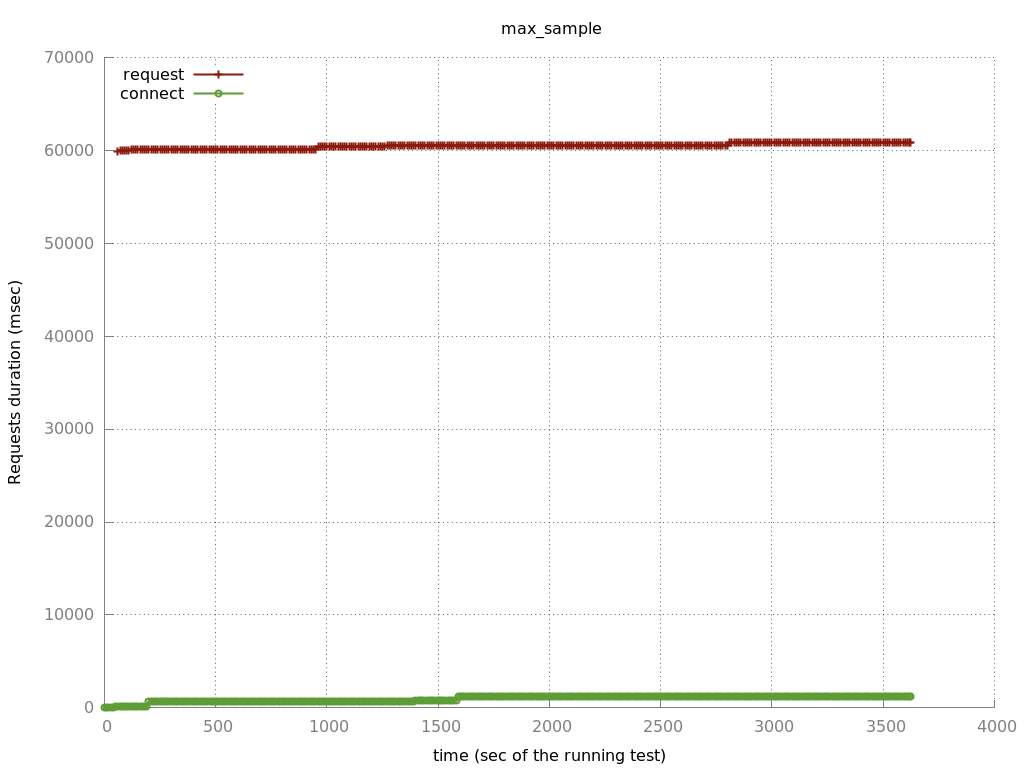 max_sample
request
connect
70000
60000
50000
40000
30000
20000
10000
0
Requests duration (msec)
0 500 1000 1500 2000 2500 3000 3500 4000
time (sec of the running test)